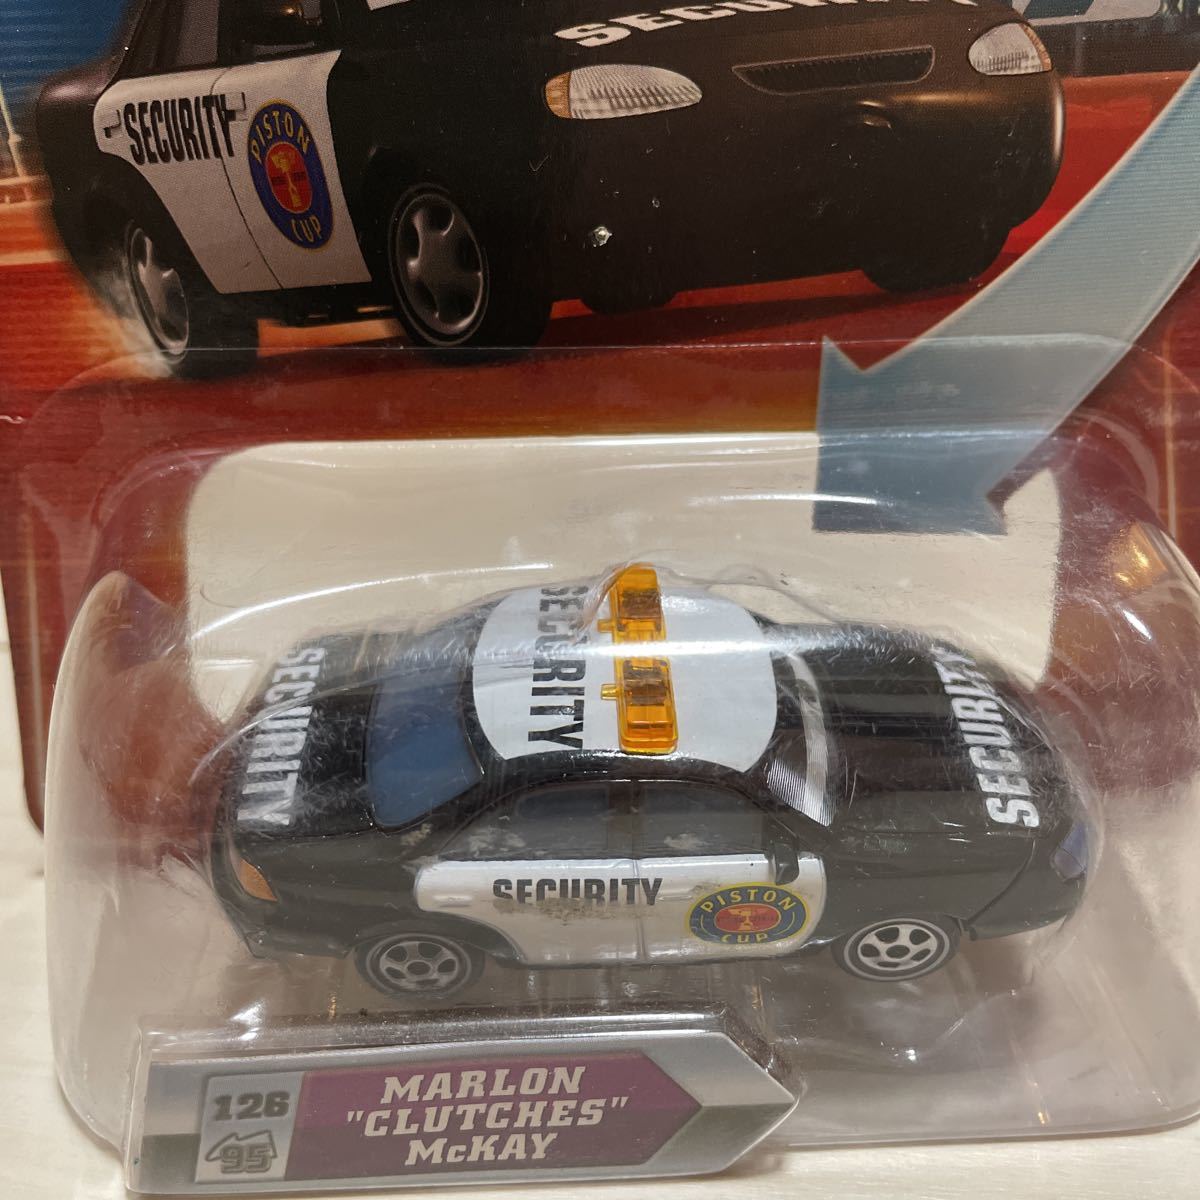 SECURITY
SECURITY
PISTON
CUP
SECURITY
SECURITY
SECURITY
SECURITY
PISTON
CUP
126
95
MARLON
"CLUTCHES"
McKAY